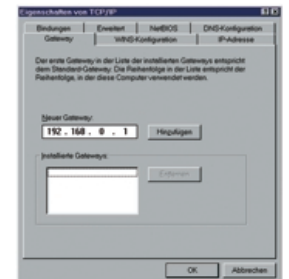 Eigenschaften von TCP/IP
Bindungen Erweitert NetBIOS DNS-Konfiguration
Gateway WINS-Konfiguration IP-Adresse
Der erste Gateway in der Liste der installierten Gateways entspricht
dem Standard-Gateway. Die Reihenfolge in der Liste entspricht der
Reihenfolge, in der diese Computer verwendet werden.
Neuer Gateway:
192 . 168 . 0 . 1 Hinzufügen
Installierte Gateways:
Entfernen
OK Abbrechen